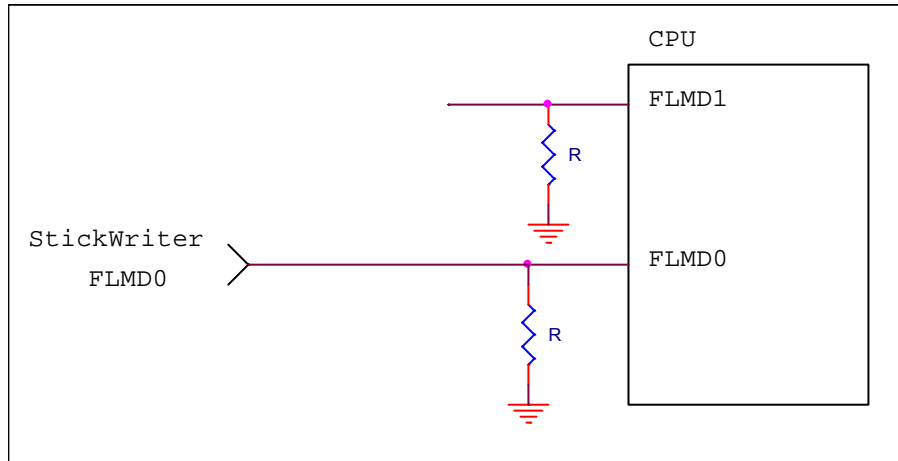 CPU
FLMD1
R
StickWriter
FLMD0
FLMD0
R